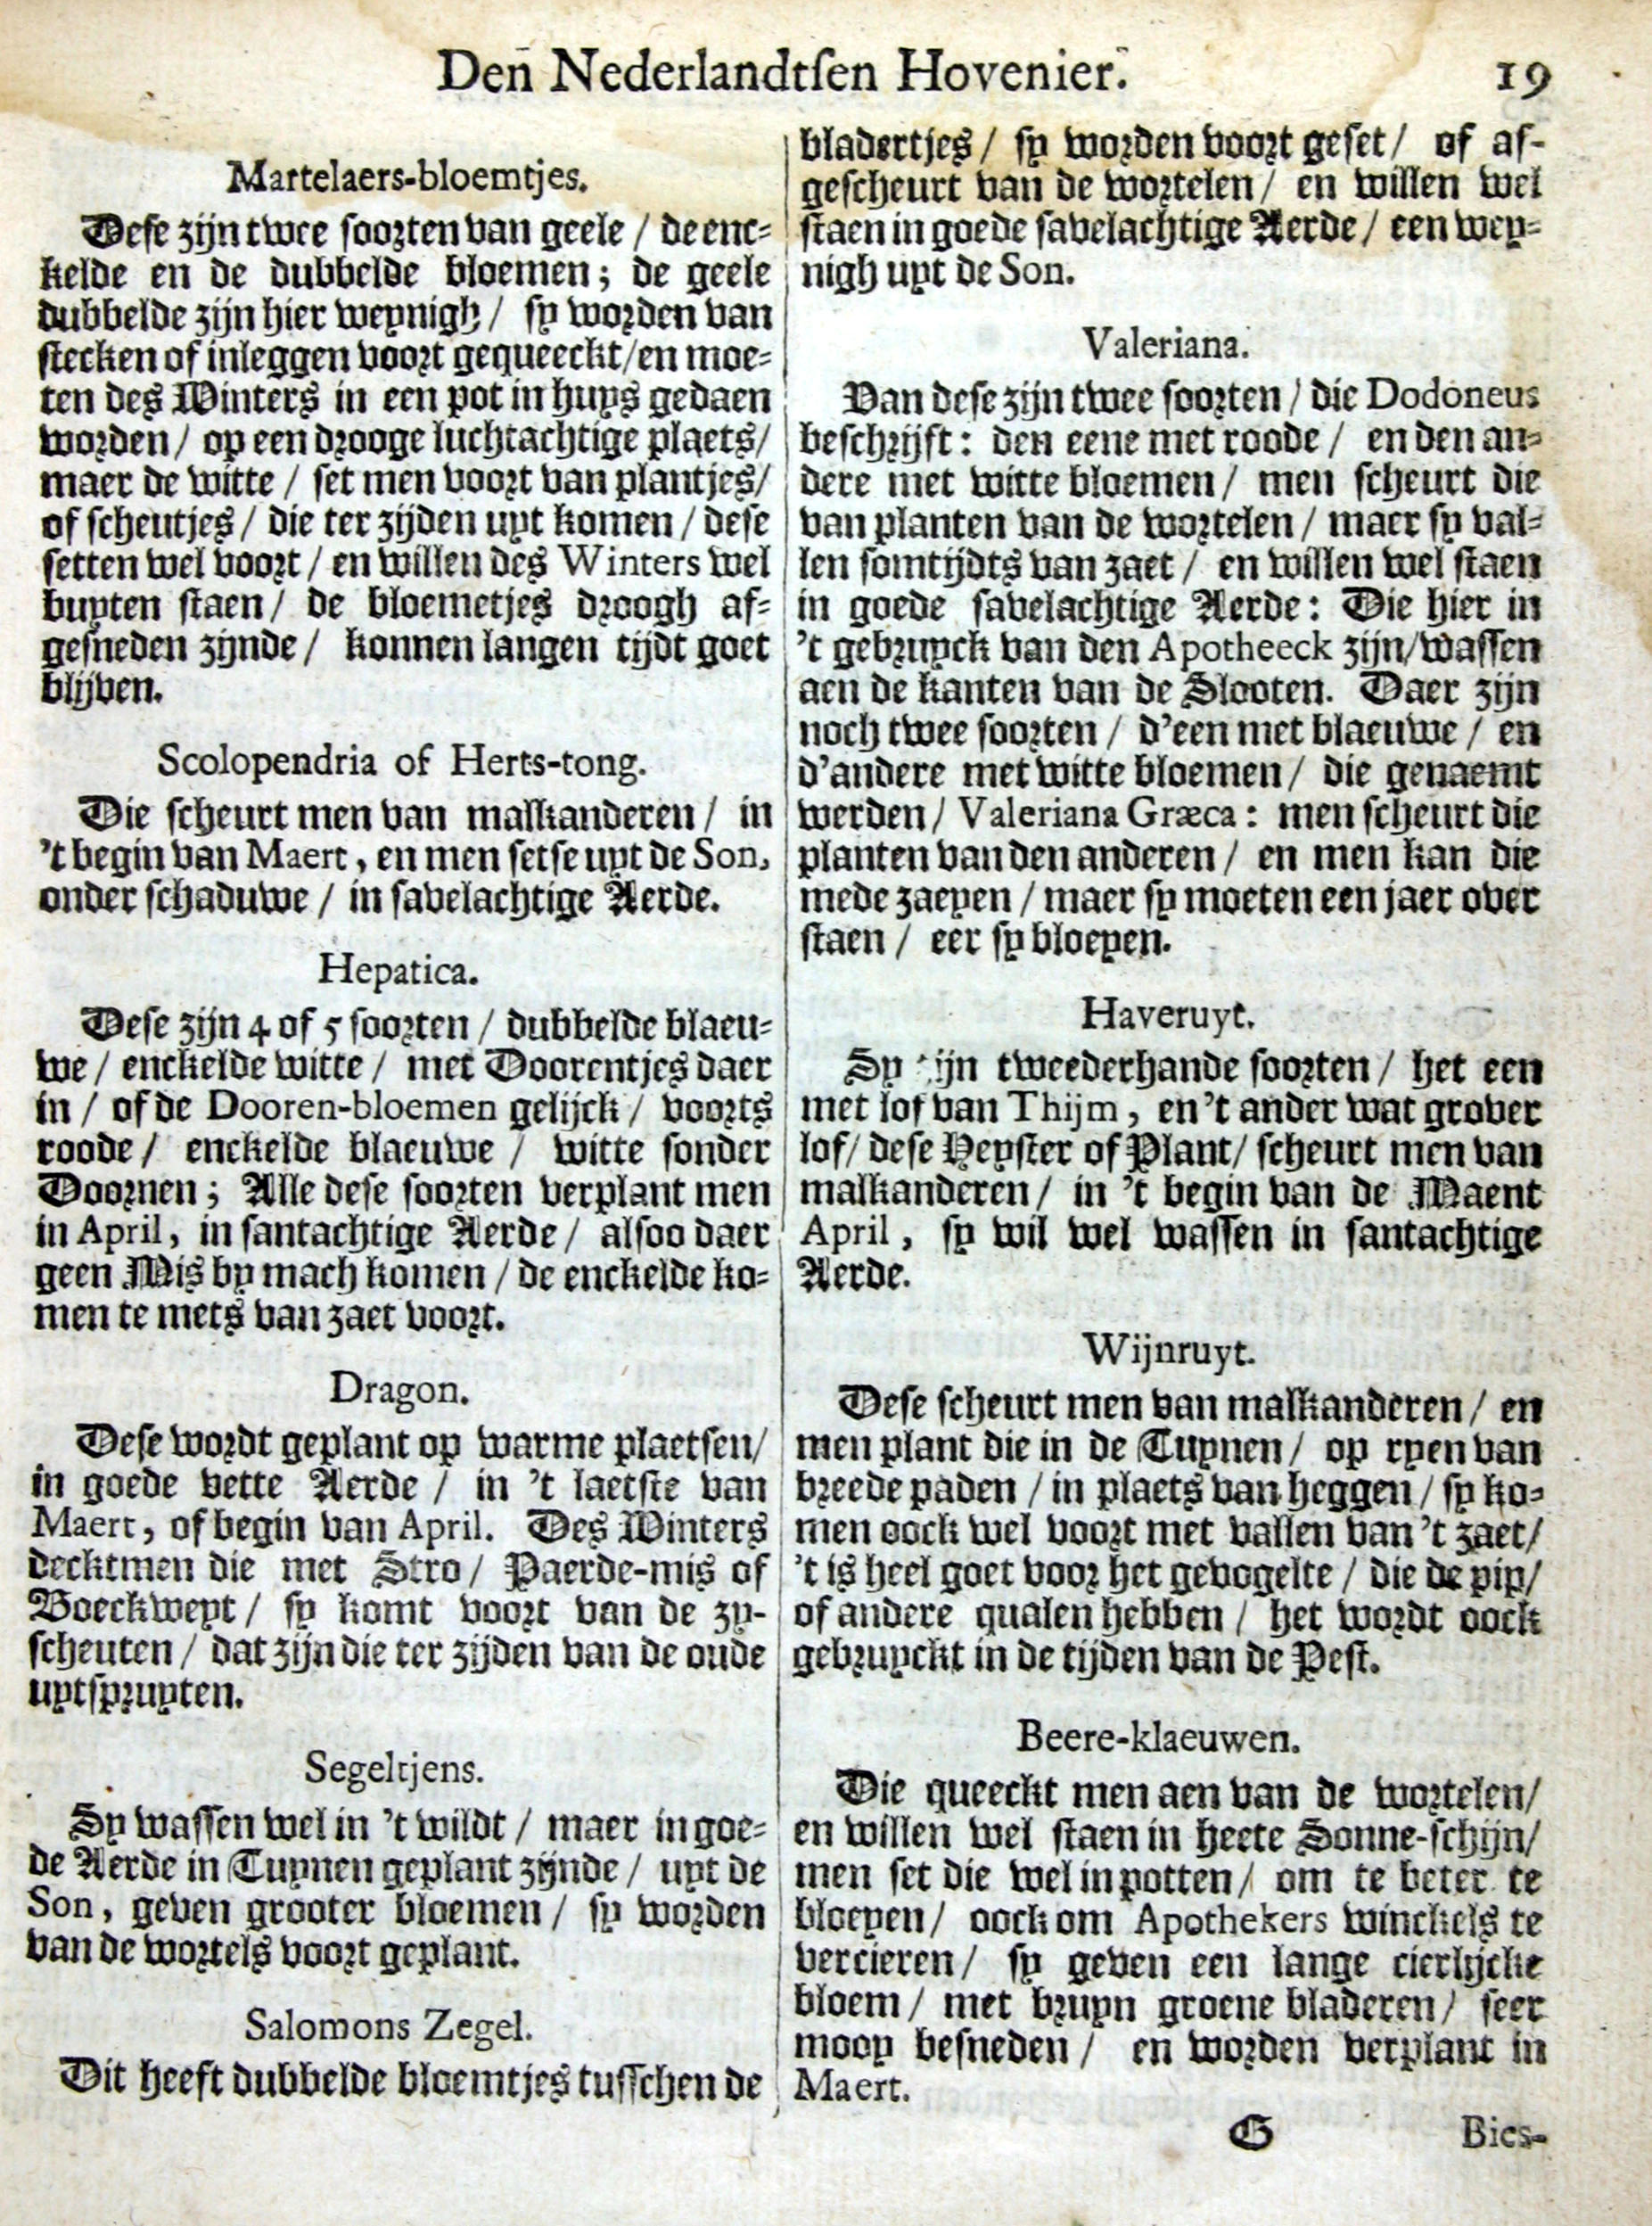 Den Nederlandtſen Hovenier. 19
Martelaers-bloemtjes.
Deſe zijn twee ſoorten van geele / de enc-
kelde en de dubbelde bloemen; de geele
dubbelde zijn hier weynigh / ſy worden van
ſtecken of inleggen voort gequeeckt/en moe-
ten des Winters in een pot in huys gedaen
worden / op een drooge luchtachtige plaets/
maer de witte / ſet men voort van plantjes/
of ſcheutjes / die ter zijden uyt komen / deſe
ſetten wel voort / en willen des Winters wel
buyten ſtaen / de bloemetjes droogh af-
geſneden zijnde / konnen langen tijdt goet
blijven.
Scolopendria of Herts-tong.
Die ſcheurt men van malkanderen / in
't begin van Maert, en men ſetſe uyt de Son,
onder ſchaduwe / in ſavelachtige Aerde.
Hepatica.
Deſe zijn 4 of 5 ſoorten / dubbelde blaeu-
we / enckelde witte / met Doorentjes daer
in / of de Dooren-bloemen gelijck / voorts
roode / enckelde blaeuwe / witte ſonder
Doornen; Alle deſe ſoorten verplant men
in April, in ſantachtige Aerde / alſoo daer
geen Mis by mach komen / de enckelde ko-
men te mets van zaet voort.
Dragon.
Deſe wordt geplant op warme plaetſen/
in goede vette Aerde / in 't laetſte van
Maert, of begin van April. Des Winters
decktmen die met Stro / Paerde-mis of
Boeckweyt / ſy komt voort van de zy-
ſcheuten / dat zijn die ter zijden van de oude
uytſpruyten.
Segeltjens.
Sy waſſen wel in 't wildt / maer in goe-
de Aerde in Tuynen geplant zijnde / uyt de
Son, geven grooter bloemen / ſy worden
van de wortels voort geplant.
Salomons Zegel.
Dit heeft dubbelde bloemtjes tuſſchen de
bladertjes / ſy worden voort geſet / of af-
geſcheurt van de wortelen / en willen wel
ſtaen in goede ſavelachtige Aerde / een wey-
nigh uyt de Son.
Valeriana.
Van deſe zijn twee ſoorten / die Dodoneus
beſchrijft: den eene met roode / en den an-
dere met witte bloemen / men ſcheurt die
van planten van de wortelen / maer ſy val-
len ſomtijdts van zaet / en willen wel ſtaen
in goede ſavelachtige Aerde: Die hier in
't gebruyck van den Apotheeck zijn/waſſen
aen de kanten van de Slooten. Daer zijn
noch twee ſoorten / d'een met blaeuwe / en
d'andere met witte bloemen / die genaemt
werden / Valeriana Græca: men ſcheurt die
planten van den anderen / en men kan die
mede zaeyen / maer ſy moeten een jaer over
ſtaen / eer ſy bloeyen.
Haveruyt.
Sy ijn tweederhande ſoorten / het een
met lof van Thijm, en 't ander wat grover
lof/ deſe Heyſter of Plant/ ſcheurt men van
malkanderen / in 't begin van de Maent
April, ſy wil wel waſſen in ſantachtige
Aerde.
Wijnruyt.
Deſe ſcheurt men van malkanderen / en
men plant die in de Tuynen / op ryen van
breede paden / in plaets van heggen / ſy ko-
men oock wel voort met vallen van 't zaet/
't is heel goet voor het gevogelte / die de pip/
of andere qualen hebben / het wordt oock
gebruyckt in de tijden van de Peſt.
Beere-klaeuwen.
Die queeckt men aen van de wortelen/
en willen wel ſtaen in heete Sonne-ſchijn/
men ſet die wel in potten / om te beter te
bloeyen / oock om Apothekers winckels te
vercieren / ſy geven een lange cierlijcke
bloem / met bruyn groene bladeren / ſeer
mooy beſneden / en worden verplant in
Maert.
G Bies-